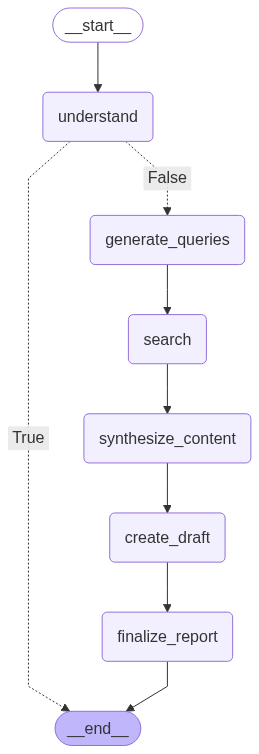 __start__
understand
False
generate_queries
search
True
synthesize_content
create_draft
finalize_report
__end__